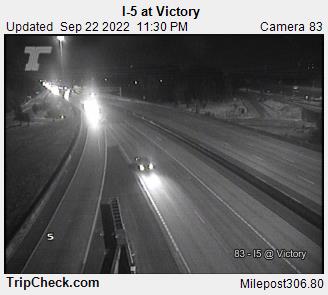 I-5 at Victory
Updated  Sep 22 2022  11:30 PM
Camera 83
T
S
83 - I5 @ Victory
TripCheck.com
Milepost306.80